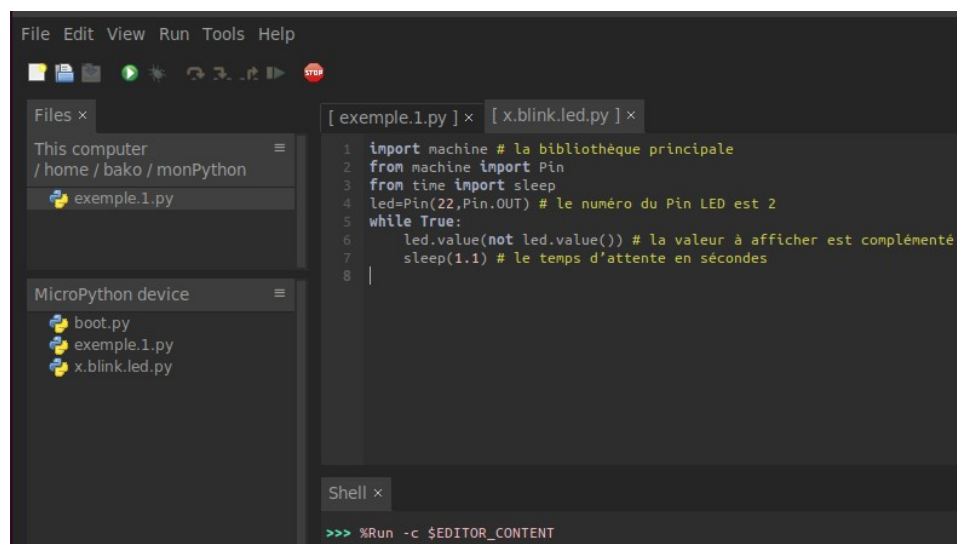 File Edit View Run Tools Help
STOP
Files ×
This computer
/ home / bako / monPython
exemple.1.py
MicroPython device
boot.py
exemple.1.py
x.blink.led.py
[ exemple.1.py ] × [ x.blink.led.py ] ×
1 import machine # la bibliothèque principale
2 from machine import Pin
3 from time import sleep
4 led=Pin(22,Pin.OUT) # le numéro du Pin LED est 2
5 while True:
6 led.value(not led.value()) # la valeur à afficher est complémenté
7 sleep(1.1) # le temps d’attente en sécondes
8
Shell ×
>>> %Run -c $EDITOR_CONTENT